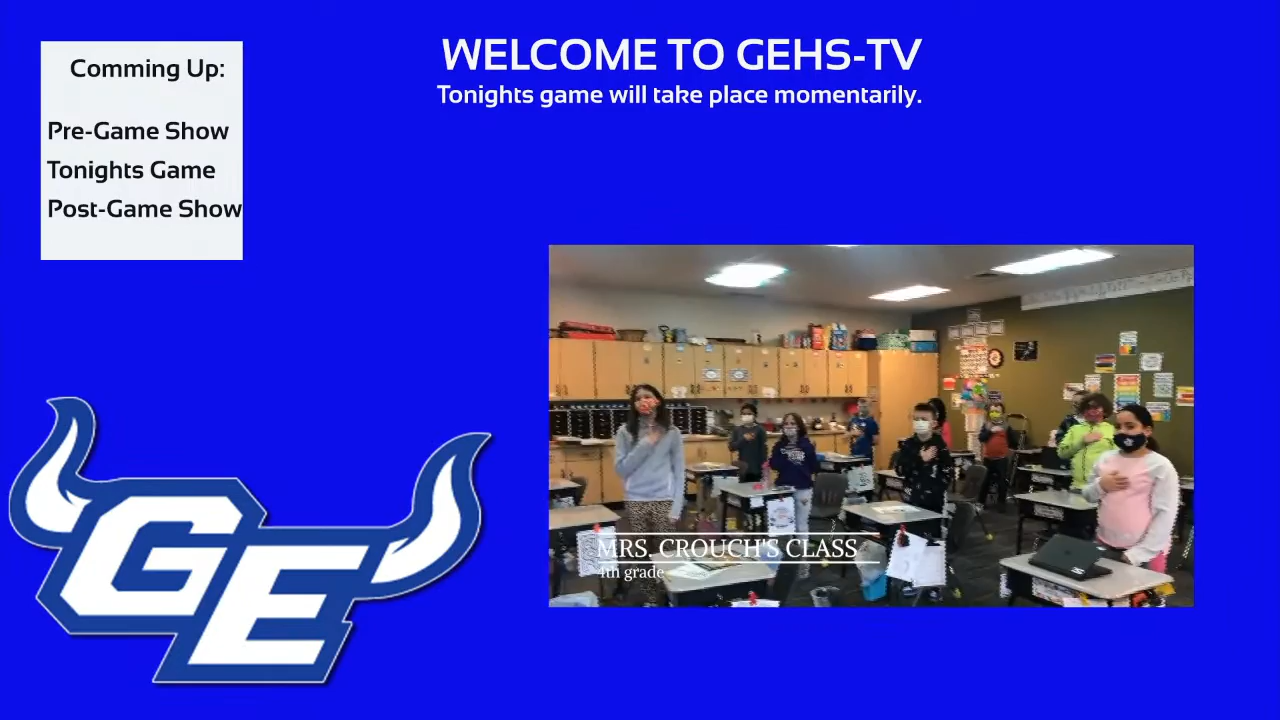 WELCOME TO GEHS-TV
Tonights game will take place momentarily.
Comming Up:
Pre-Game Show
Tonights Game
Post-Game Show
GE
MRS. CROUCH'S CLASS
4th grade